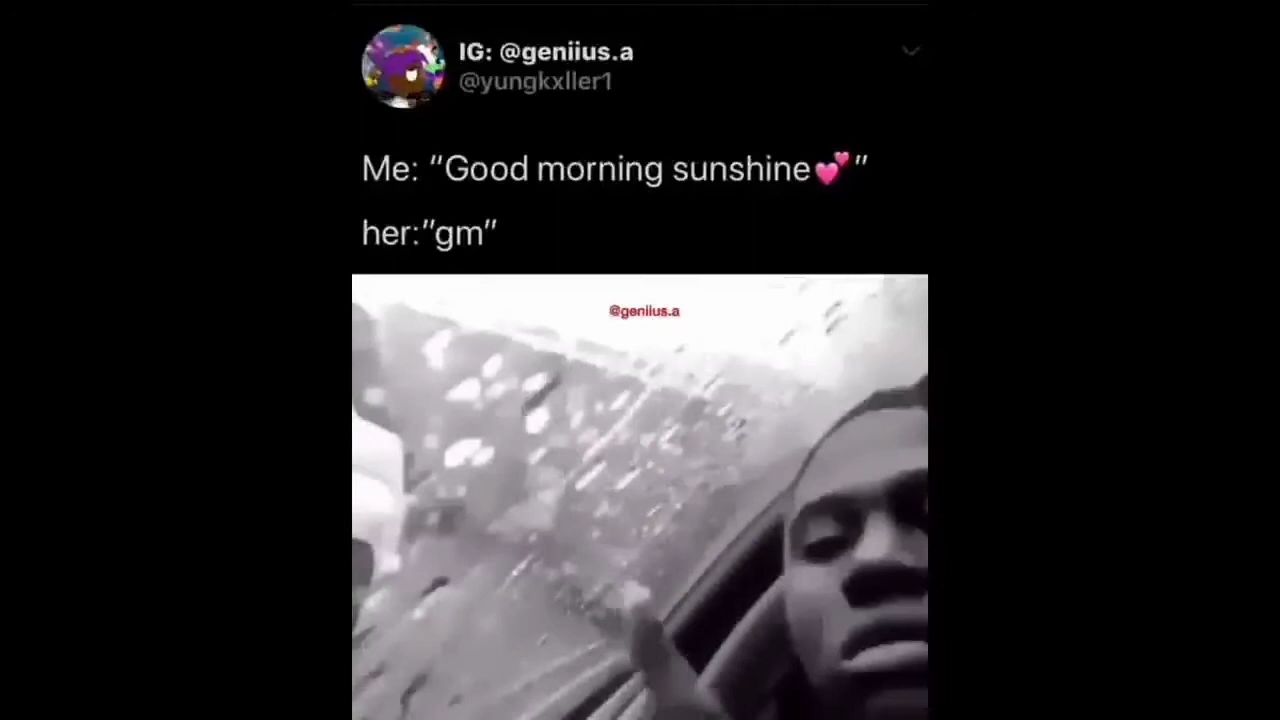 IG: @geniius.a
@yungkxller1
Me: "Good morning sunshine💕"
her:"gm"
@geniius.a